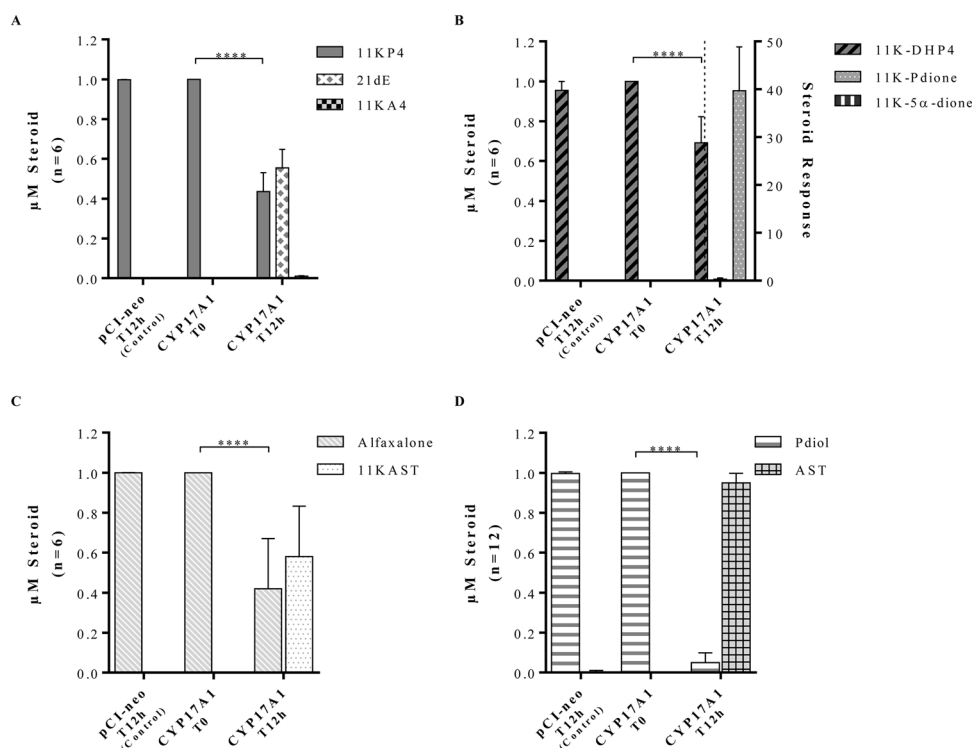 A
µM Steroid
(n=6)
1.2
1.0
0.8
0.6
0.4
0.2
0.0
****
11KP4
21dE
11KA4
pCI-neo
T12h
(Control)
CYP17A1
T0
CYP17A1
T12h
B
µM Steroid
(n=6)
1.2
1.0
0.8
0.6
0.4
0.2
0.0
****
50
40
30
20
10
0
Steroid Response
11K-DHP4
11K-Pdione
11K-5α-dione
pCI-neo
T12h
(Control)
CYP17A1
T0
CYP17A1
T12h
C
µM Steroid
(n=6)
1.2
1.0
0.8
0.6
0.4
0.2
0.0
****
Alfaxalone
11KAST
pCI-neo
T12h
(Control)
CYP17A1
T0
CYP17A1
T12h
D
µM Steroid
(n=12)
1.2
1.0
0.8
0.6
0.4
0.2
0.0
****
Pdiol
AST
pCI-neo
T12h
(Control)
CYP17A1
T0
CYP17A1
T12h